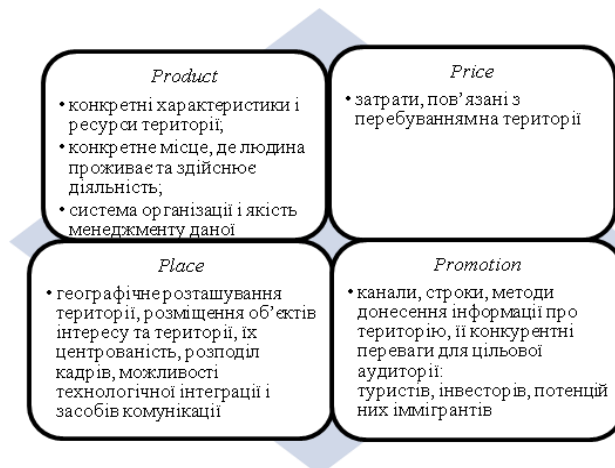 Product
• конкретні характеристики і
ресурси території;
• конкретне місце, де людина
проживає та здійснює
діяльність;
• система організації і якість
менеджменту даної
Price
• затрати, пов’язані з
перебуваннямна території
Place
• географічне розташування
території, розміщення об’єктів
інтересу та території, їх
центрованість, розподіл
кадрів, можливості
технологічної інтеграції і
засобів комунікації
Promotion
• канали, строки, методи
донесення інформації про
територію, її конкурентні
переваги для цільової
аудиторії:
туристів, інвесторів, потенцій
них іммігрантів